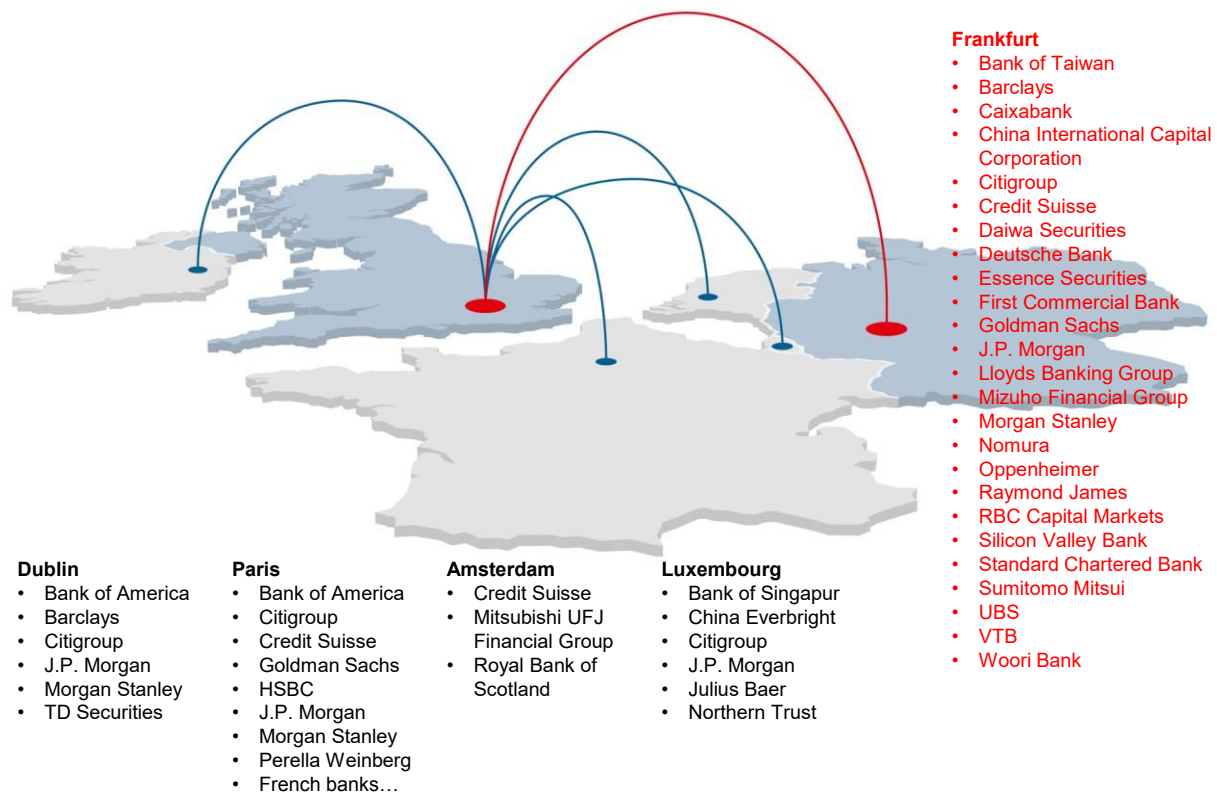 Frankfurt
• Bank of Taiwan
• Barclays
• Caixabank
• China International Capital
Corporation
• Citigroup
• Credit Suisse
• Daiwa Securities
• Deutsche Bank
• Essence Securities
• First Commercial Bank
• Goldman Sachs
• J.P. Morgan
• Lloyds Banking Group
• Mizuho Financial Group
• Morgan Stanley
• Nomura
• Oppenheimer
• Raymond James
• RBC Capital Markets
• Silicon Valley Bank
• Standard Chartered Bank
• Sumitomo Mitsui
• UBS
• VTB
• Woori Bank
Dublin
• Bank of America
• Barclays
• Citigroup
• J.P. Morgan
• Morgan Stanley
• TD Securities
Paris
• Bank of America
• Citigroup
• Credit Suisse
• Goldman Sachs
• HSBC
• J.P. Morgan
• Morgan Stanley
• Perella Weinberg
• French banks…
Amsterdam
• Credit Suisse
• Mitsubishi UFJ
Financial Group
• Royal Bank of
Scotland
Luxembourg
• Bank of Singapur
• China Everbright
• Citigroup
• J.P. Morgan
• Julius Baer
• Northern Trust